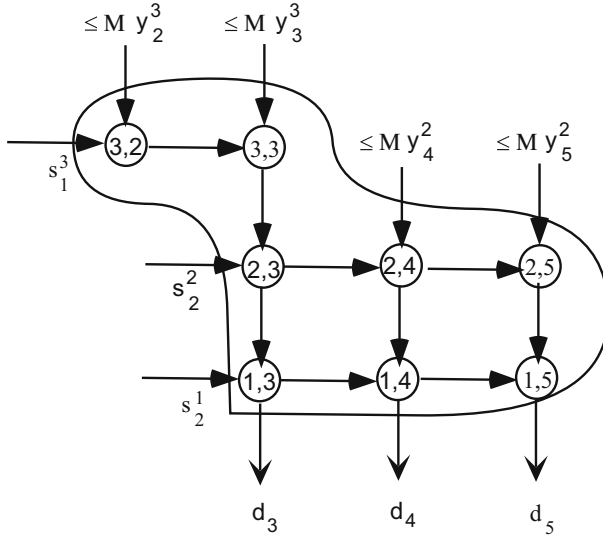 ≤ M y_2^3 ≤ M y_3^3
≤ M y_4^2 ≤ M y_5^2
3,2 3,3
s_1^3
2,3 2,4 2,5
s_2^2
1,3 1,4 1,5
s_2^1
d_3 d_4 d_5